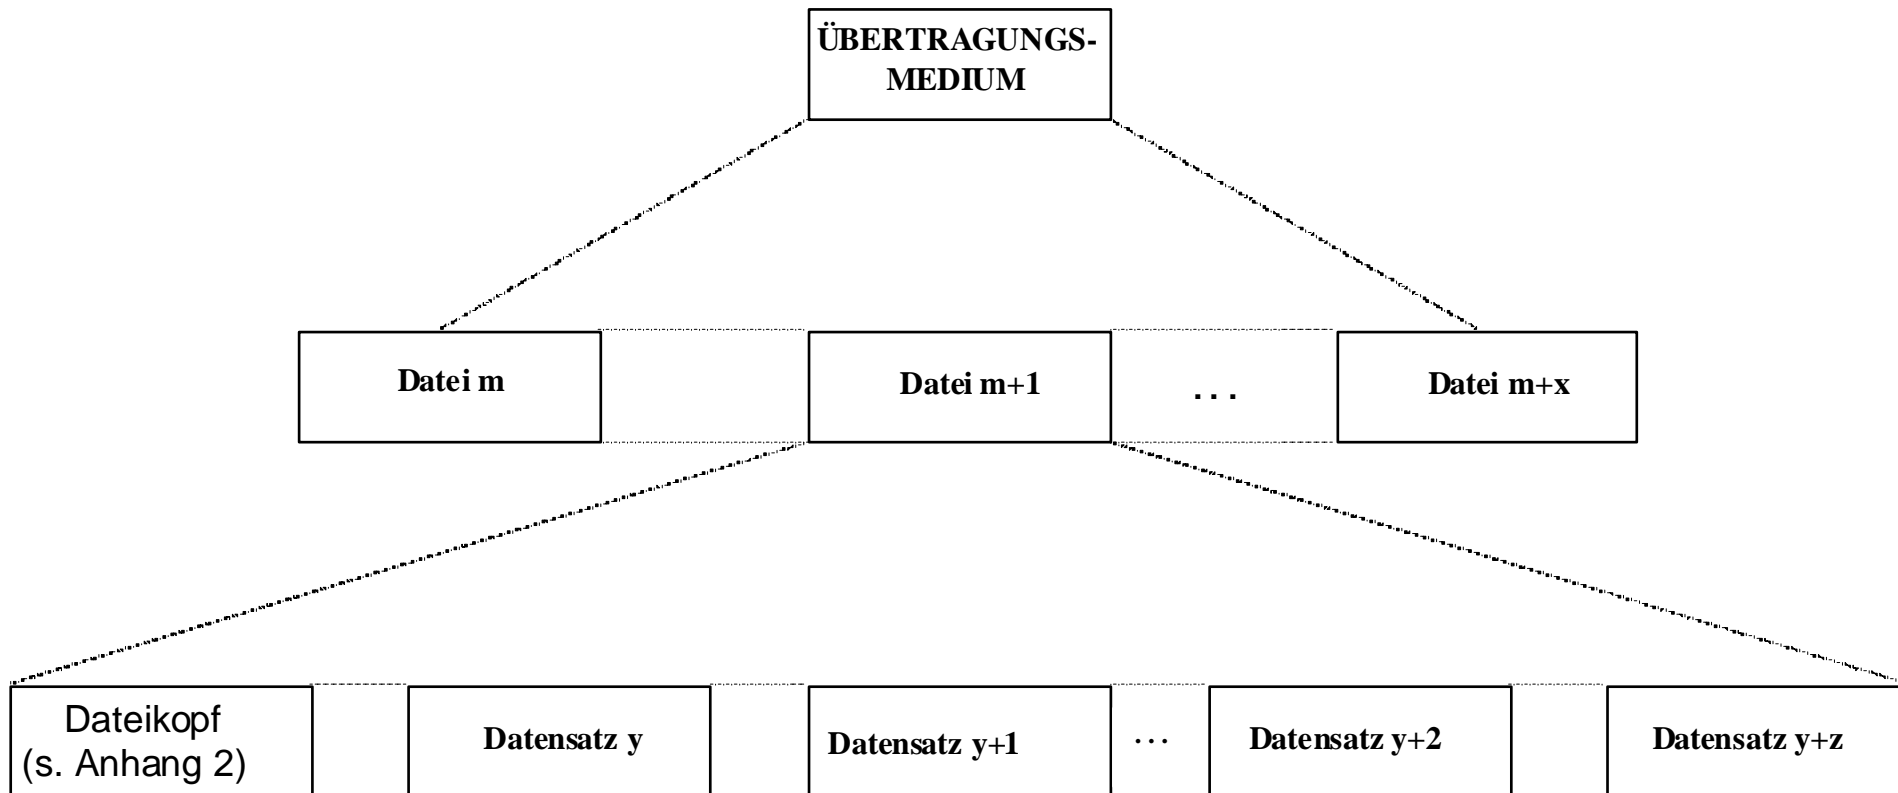 ÜBERTRAGUNGS-
MEDIUM
Datei m
Datei m+1
...
Datei m+x
Dateikopf
(s. Anhang 2)
Datensatz y
Datensatz y+1
...
Datensatz y+2
Datensatz y+z